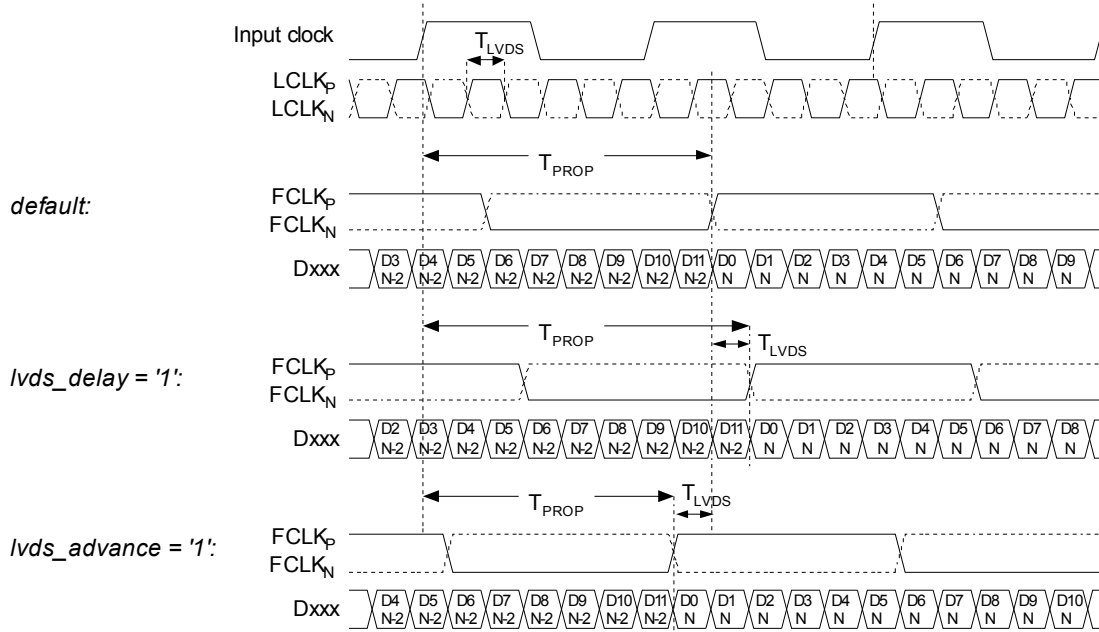 Input clock
TLVDS
LCLKP
LCLKN
TPROP
default:
FCLKP
FCLKN
Dxxx
D3 N-2 D4 N-2 D5 N-2 D6 N-2 D7 N-2 D8 N-2 D9 N-2 D10 N-2 D11 N-2 D0 N D1 N D2 N D3 N D4 N D5 N D6 N D7 N D8 N D9 N
TPROP
TLVDS
lvds_delay = '1':
FCLKP
FCLKN
Dxxx
D2 N-2 D3 N-2 D4 N-2 D5 N-2 D6 N-2 D7 N-2 D8 N-2 D9 N-2 D10 N-2 D11 N-2 D0 N D1 N D2 N D3 N D4 N D5 N D6 N D7 N D8 N
TPROP
TLVDS
lvds_advance = '1':
FCLKP
FCLKN
Dxxx
D4 N-2 D5 N-2 D6 N-2 D7 N-2 D8 N-2 D9 N-2 D10 N-2 D11 N-2 D0 N D1 N D2 N D3 N D4 N D5 N D6 N D7 N D8 N D9 N D10 N